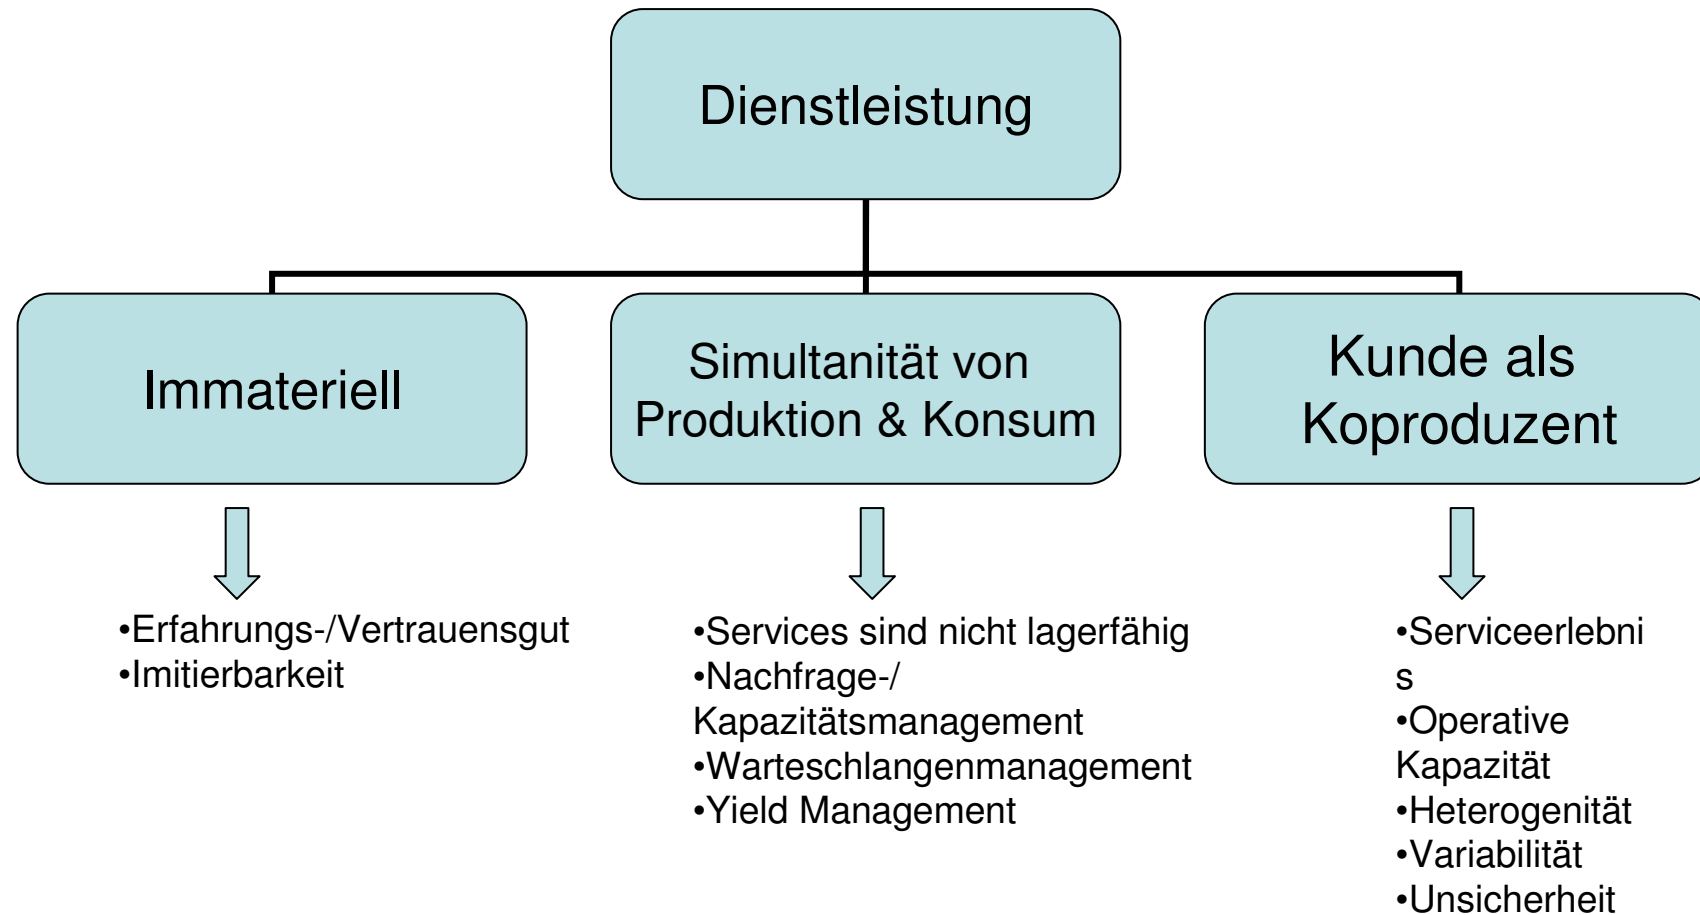 Dienstleistung
Immateriell
Simultanität von
Produktion & Konsum
Kunde als
Koproduzent
•Erfahrungs-/Vertrauensgut
•Imitierbarkeit
•Services sind nicht lagerfähig
•Nachfrage-/
Kapazitätsmanagement
•Warteschlangenmanagement
•Yield Management
•Serviceerlebni
s
•Operative
Kapazität
•Heterogenität
•Variabilität
•Unsicherheit